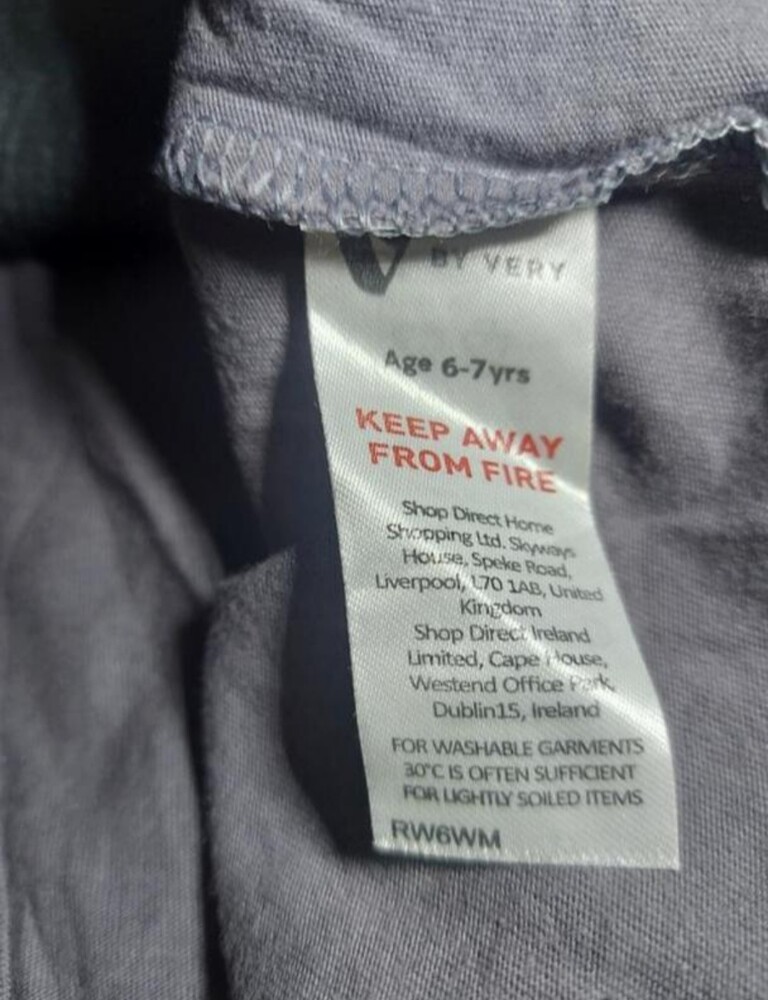 V BY VERY
Age 6-7yrs
KEEP AWAY
FROM FIRE
Shop Direct Home
Shopping Ltd. Skyways
House, Speke Road,
Liverpool, L70 1AB, United
Kingdom
Shop Direct Ireland
Limited, Cape House,
Westend Office Park,
Dublin15, Ireland
FOR WASHABLE GARMENTS
30°C IS OFTEN SUFFICIENT
FOR LIGHTLY SOILED ITEMS
RW6WM